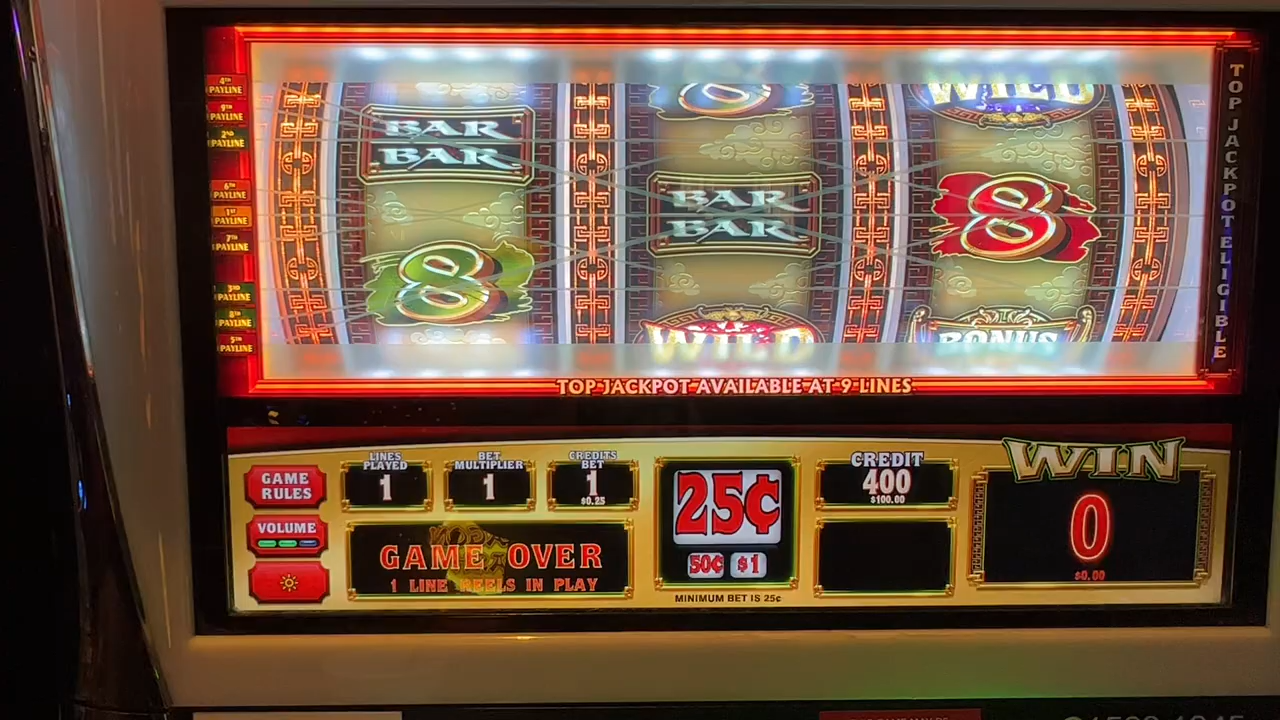 4TH PAYLINE
9TH PAYLINE
2ND PAYLINE
6TH PAYLINE
1ST PAYLINE
7TH PAYLINE
3RD PAYLINE
8TH PAYLINE
5TH PAYLINE
BAR
BAR
8
8
BAR
BAR
WILD
WILD
8
BONUS
TOP JACKPOT ELIGIBLE
TOP JACKPOT AVAILABLE AT 9 LINES
GAME
RULES
VOLUME
LINES
PLAYED
1
BET
MULTIPLIER
1
CREDITS
BET
1
$0.25
GAME OVER
1 LINE REELS IN PLAY
25¢
50¢ $1
MINIMUM BET IS 25¢
CREDIT
400
$100.00
WIN
0
$0.00